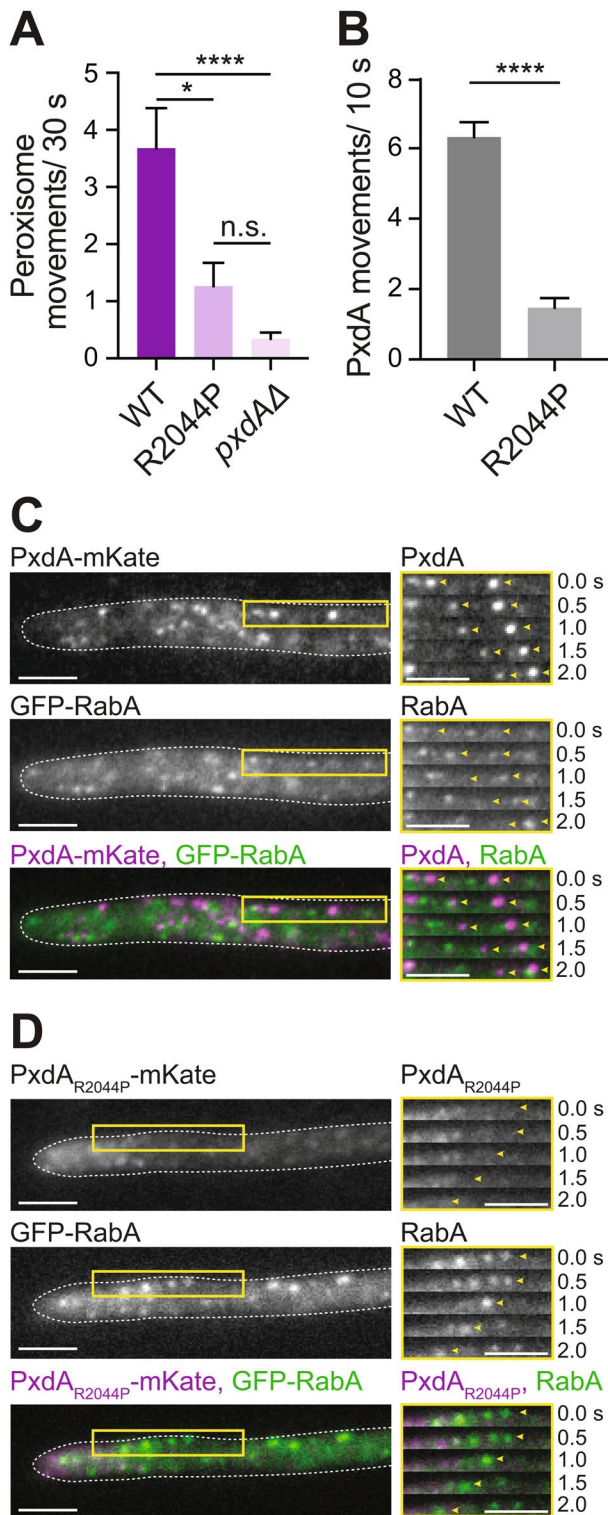 A
Peroxisome
movements/ 30 s
5
4
3
2
1
0
****
*
n.s.
WT
R2044P
pxdAΔ
B
PxdA movements/ 10 s
8
6
4
2
0
****
WT
R2044P
C
PxdA-mKate
PxdA
0.0 s
0.5
1.0
1.5
2.0
GFP-RabA
RabA
0.0 s
0.5
1.0
1.5
2.0
PxdA-mKate, GFP-RabA
PxdA, RabA
0.0 s
0.5
1.0
1.5
2.0
D
PxdAR2044P-mKate
PxdAR2044P
0.0 s
0.5
1.0
1.5
2.0
GFP-RabA
RabA
0.0 s
0.5
1.0
1.5
2.0
PxdAR2044P-mKate, GFP-RabA
PxdAR2044P, RabA
0.0 s
0.5
1.0
1.5
2.0